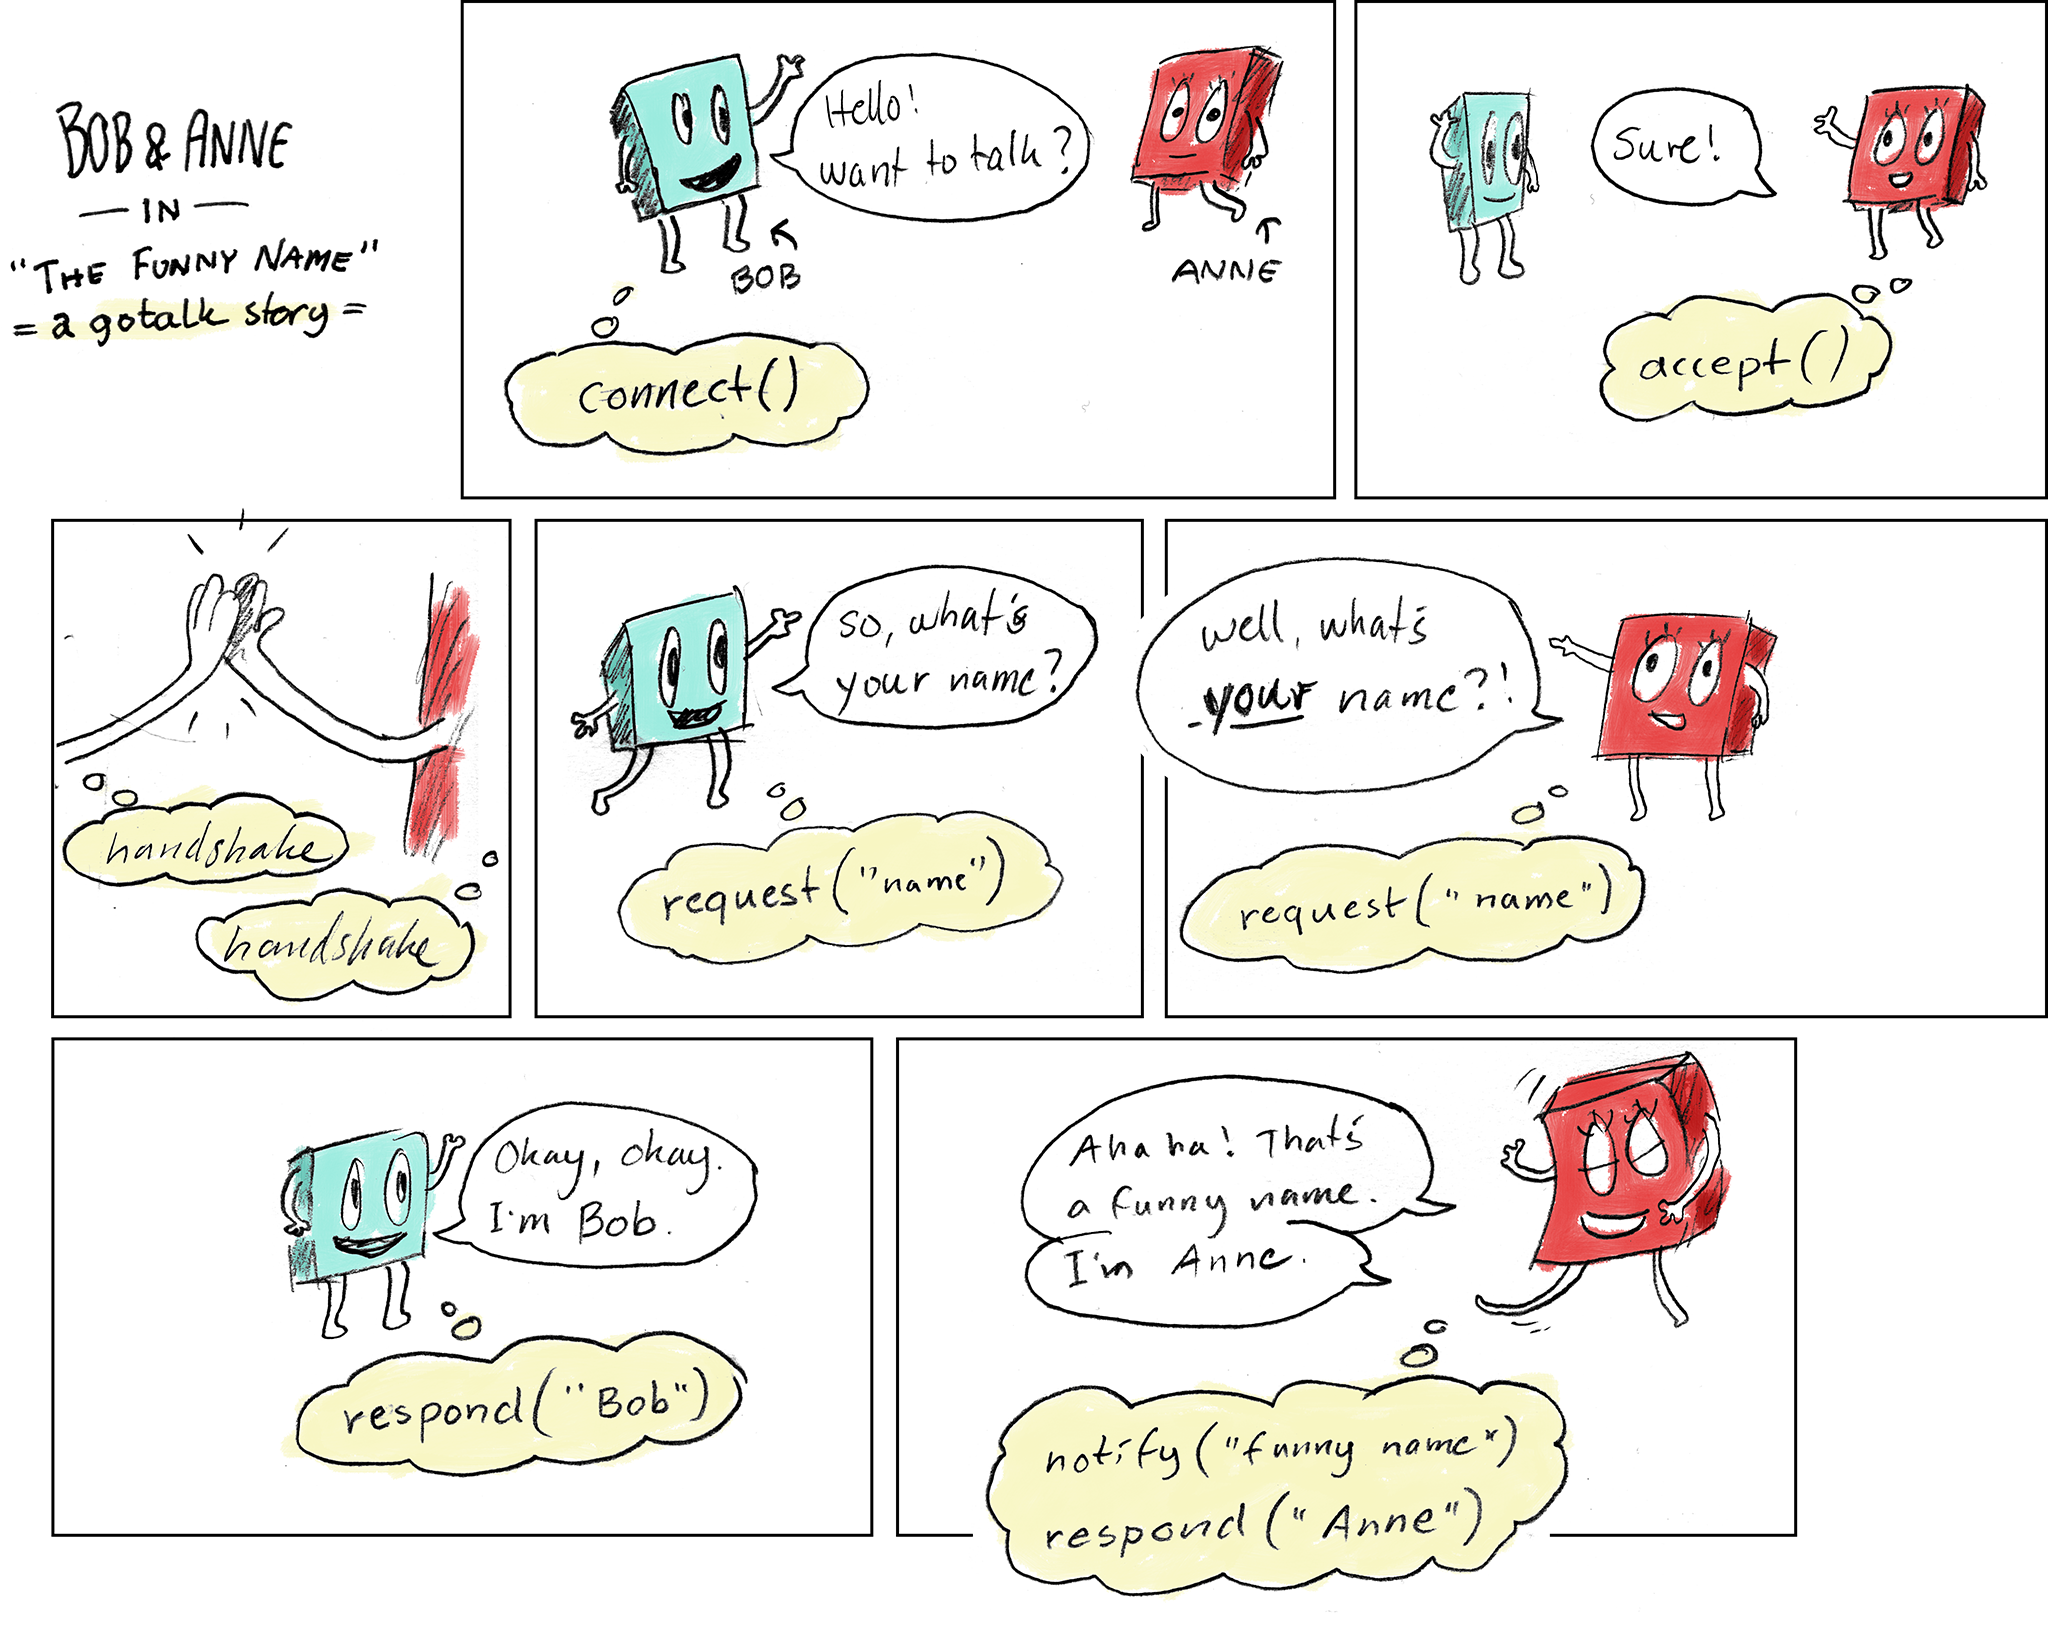 BOB & ANNE
— IN —
"THE FUNNY NAME"
= a gotalk story =
Hello!
want to talk?
BOB
ANNE
connect()
Sure!
accept()
handshake
handshake
so, what's
your name?
request("name")
well, what's
your name?!
request("name")
Okay, okay.
I'm Bob.
respond("Bob")
Ahaha! That's
a funny name.
I'm Anne.
notify("funny name")
respond("Anne")